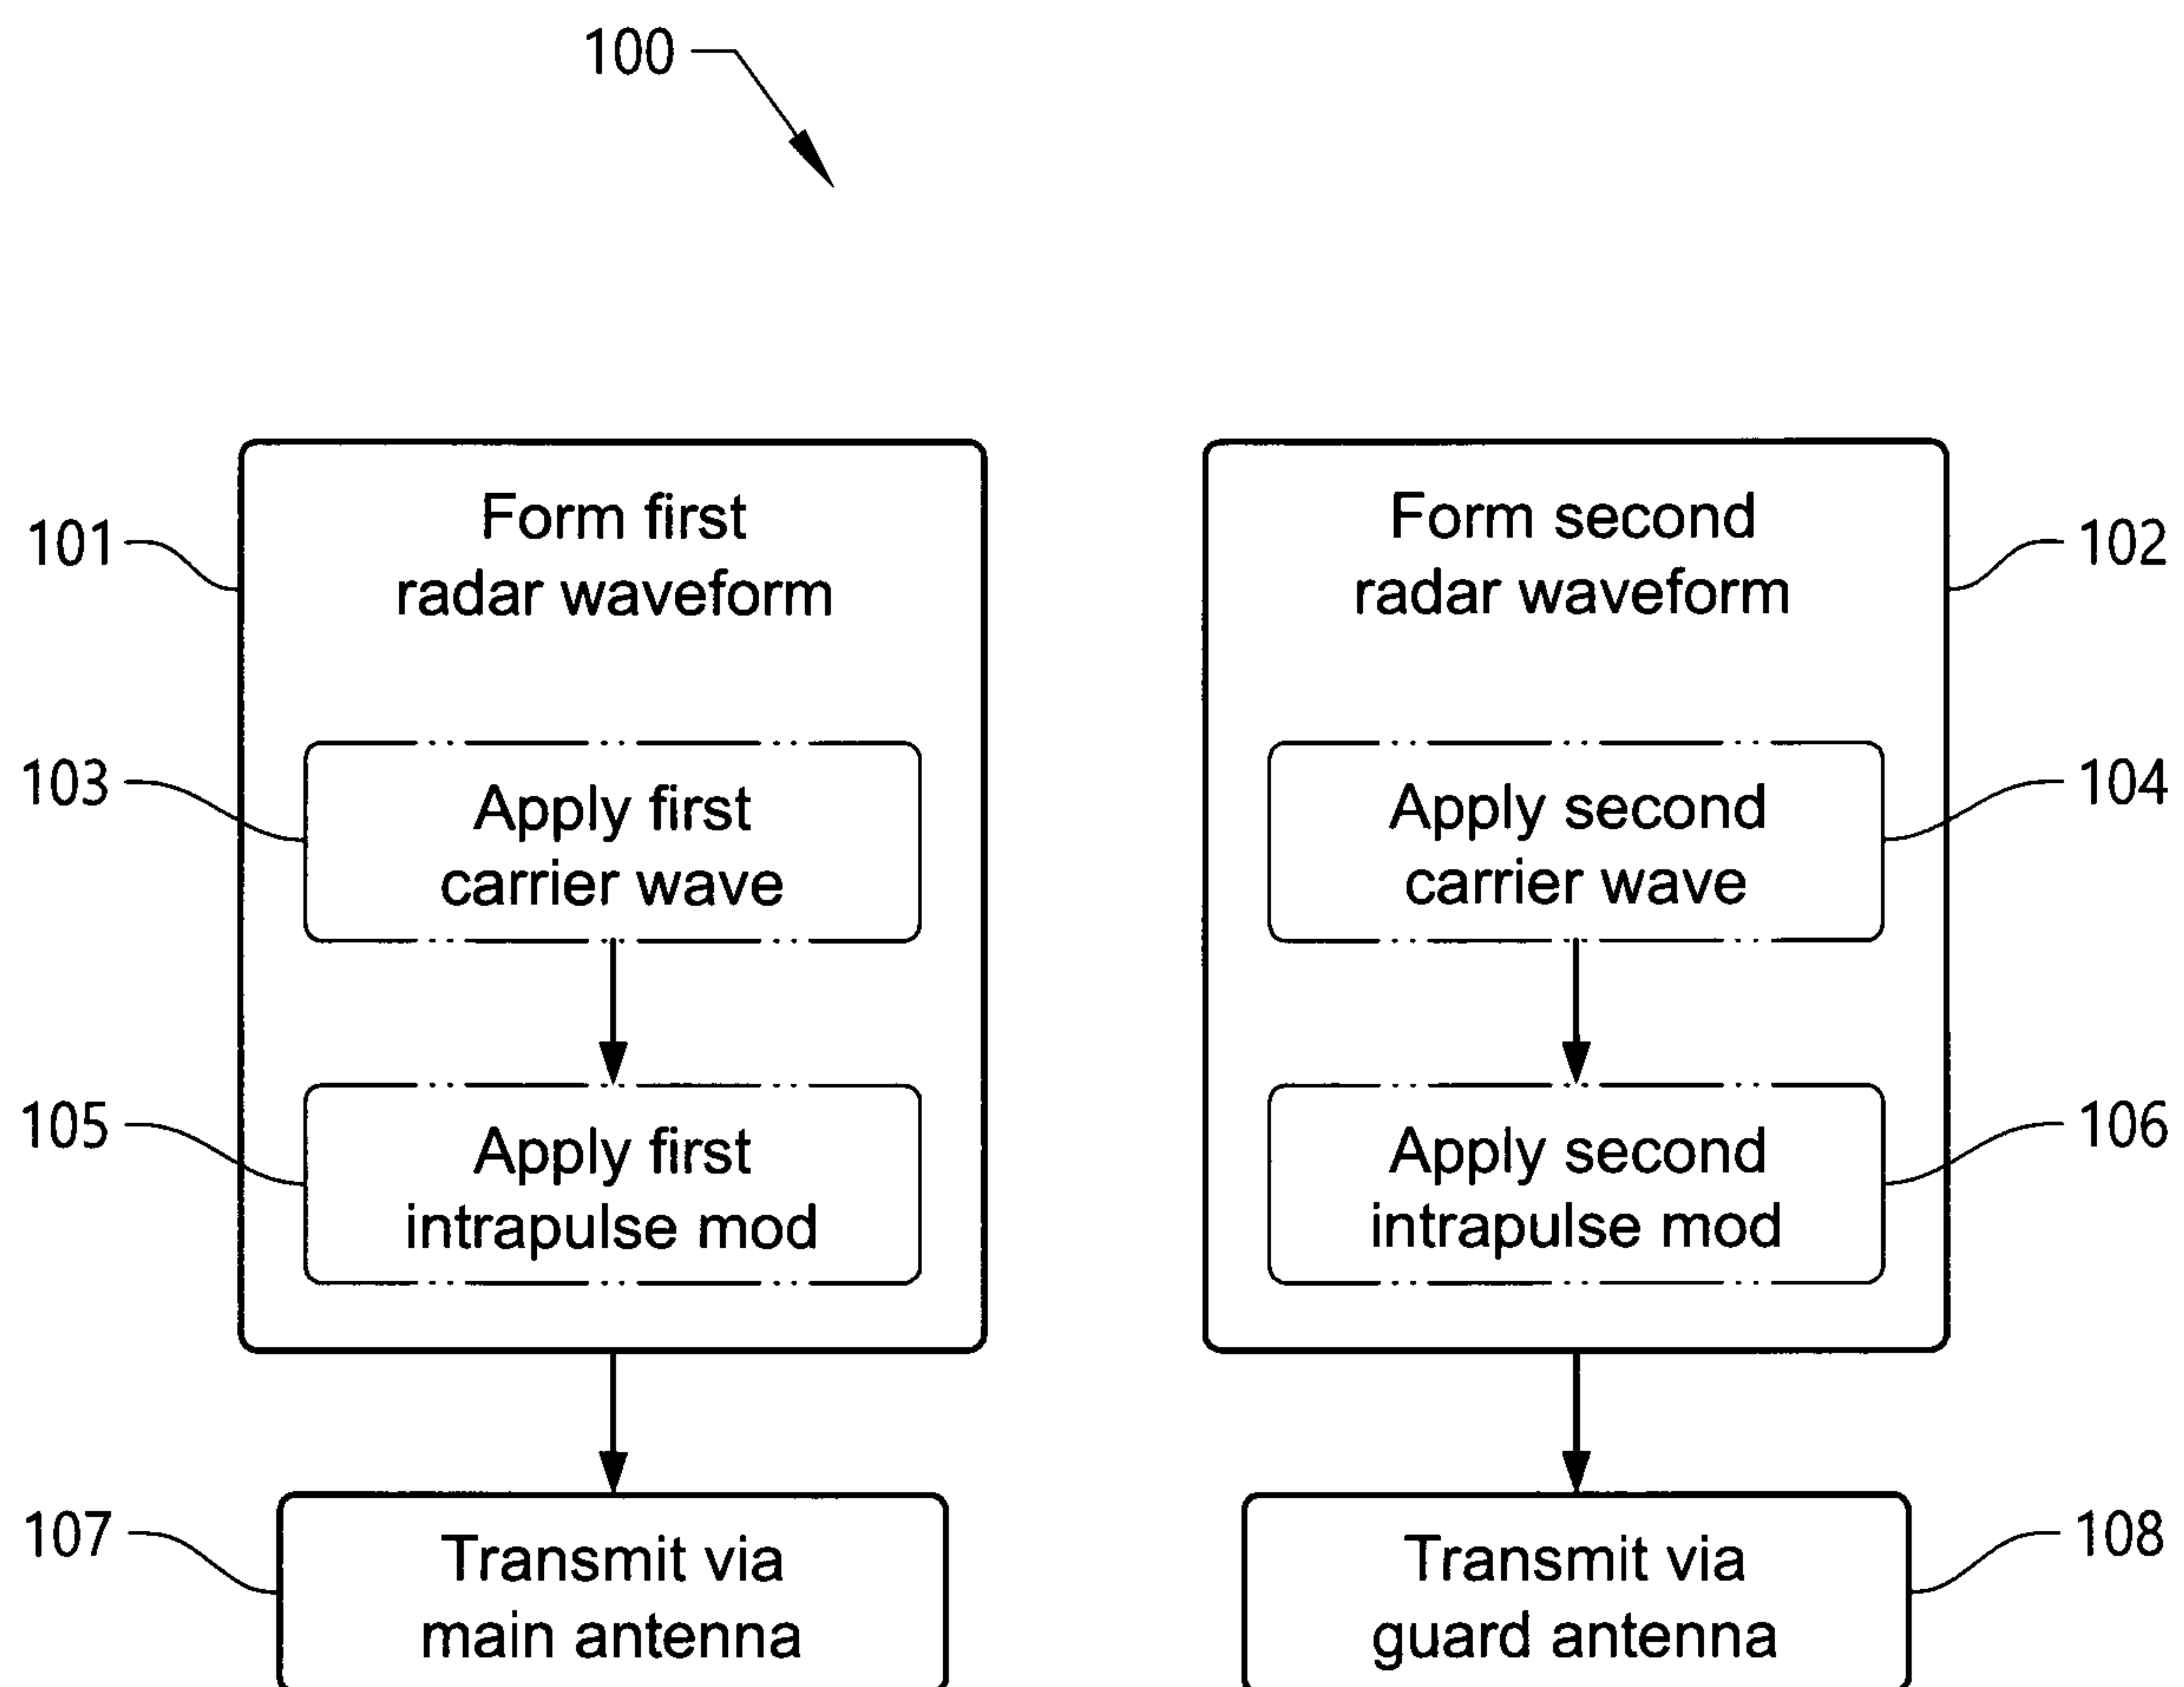 100
101
Form first
radar waveform
103
Apply first
carrier wave
105
Apply first
intrapulse mod
107
Transmit via
main antenna
Form second
radar waveform
102
Apply second
carrier wave
104
Apply second
intrapulse mod
106
Transmit via
guard antenna
108